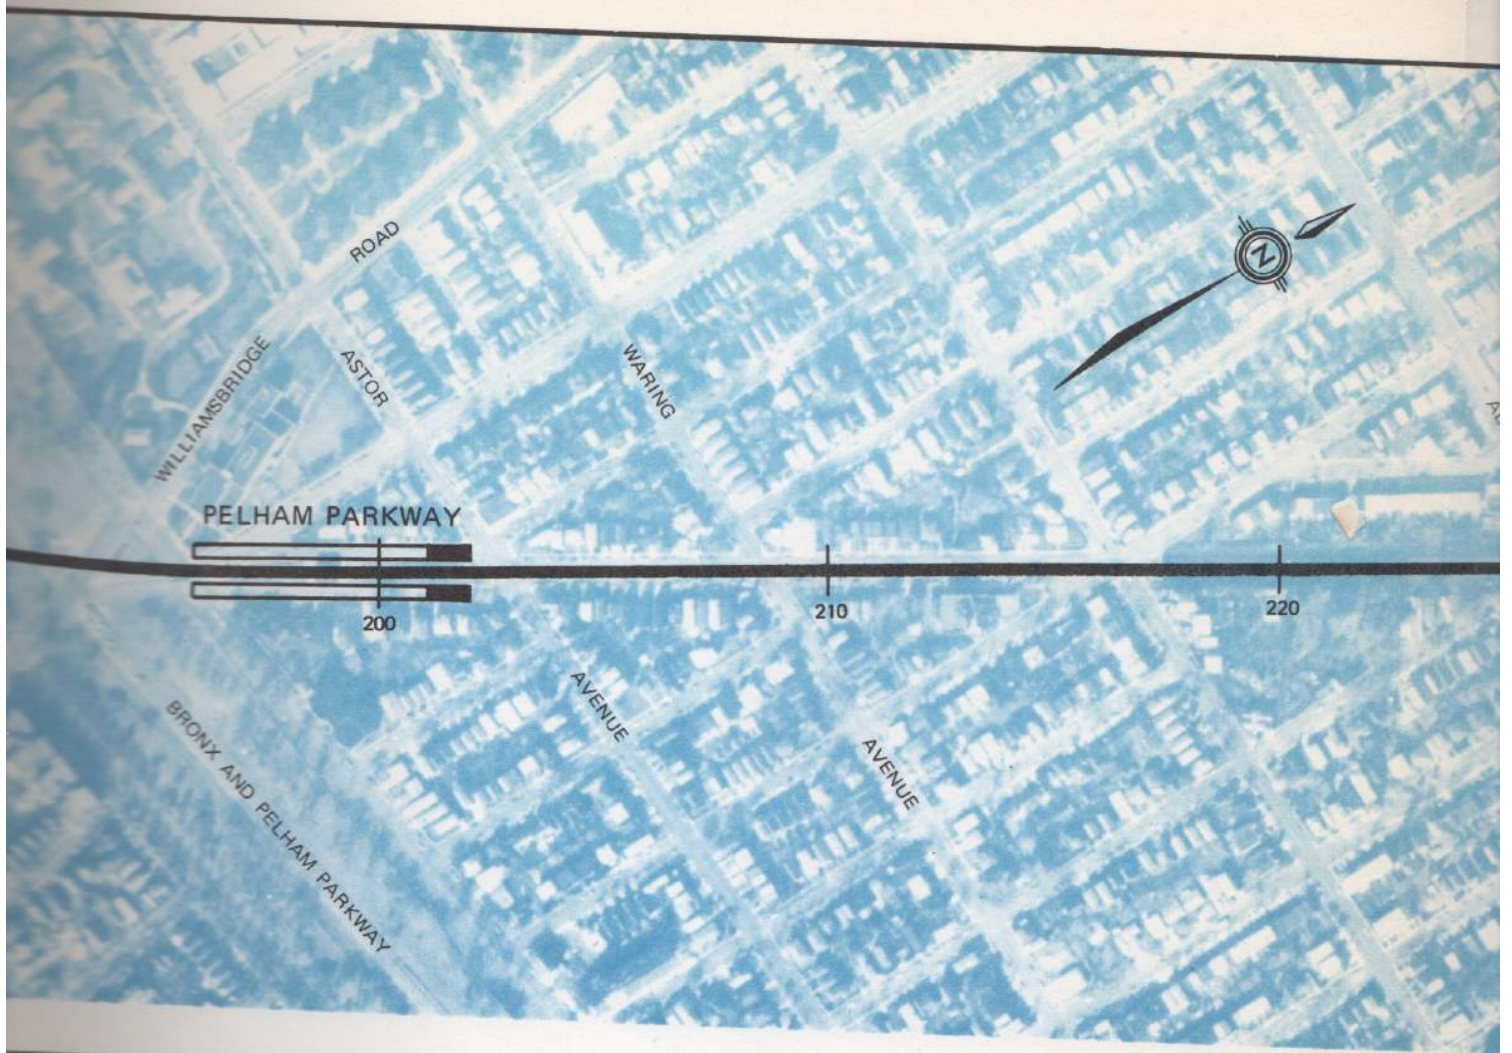 ROAD
WILLIAMSBRIDGE
ASTOR
WARING
N
PELHAM PARKWAY
200
210
220
AVENUE
AVENUE
BRONX AND PELHAM PARKWAY